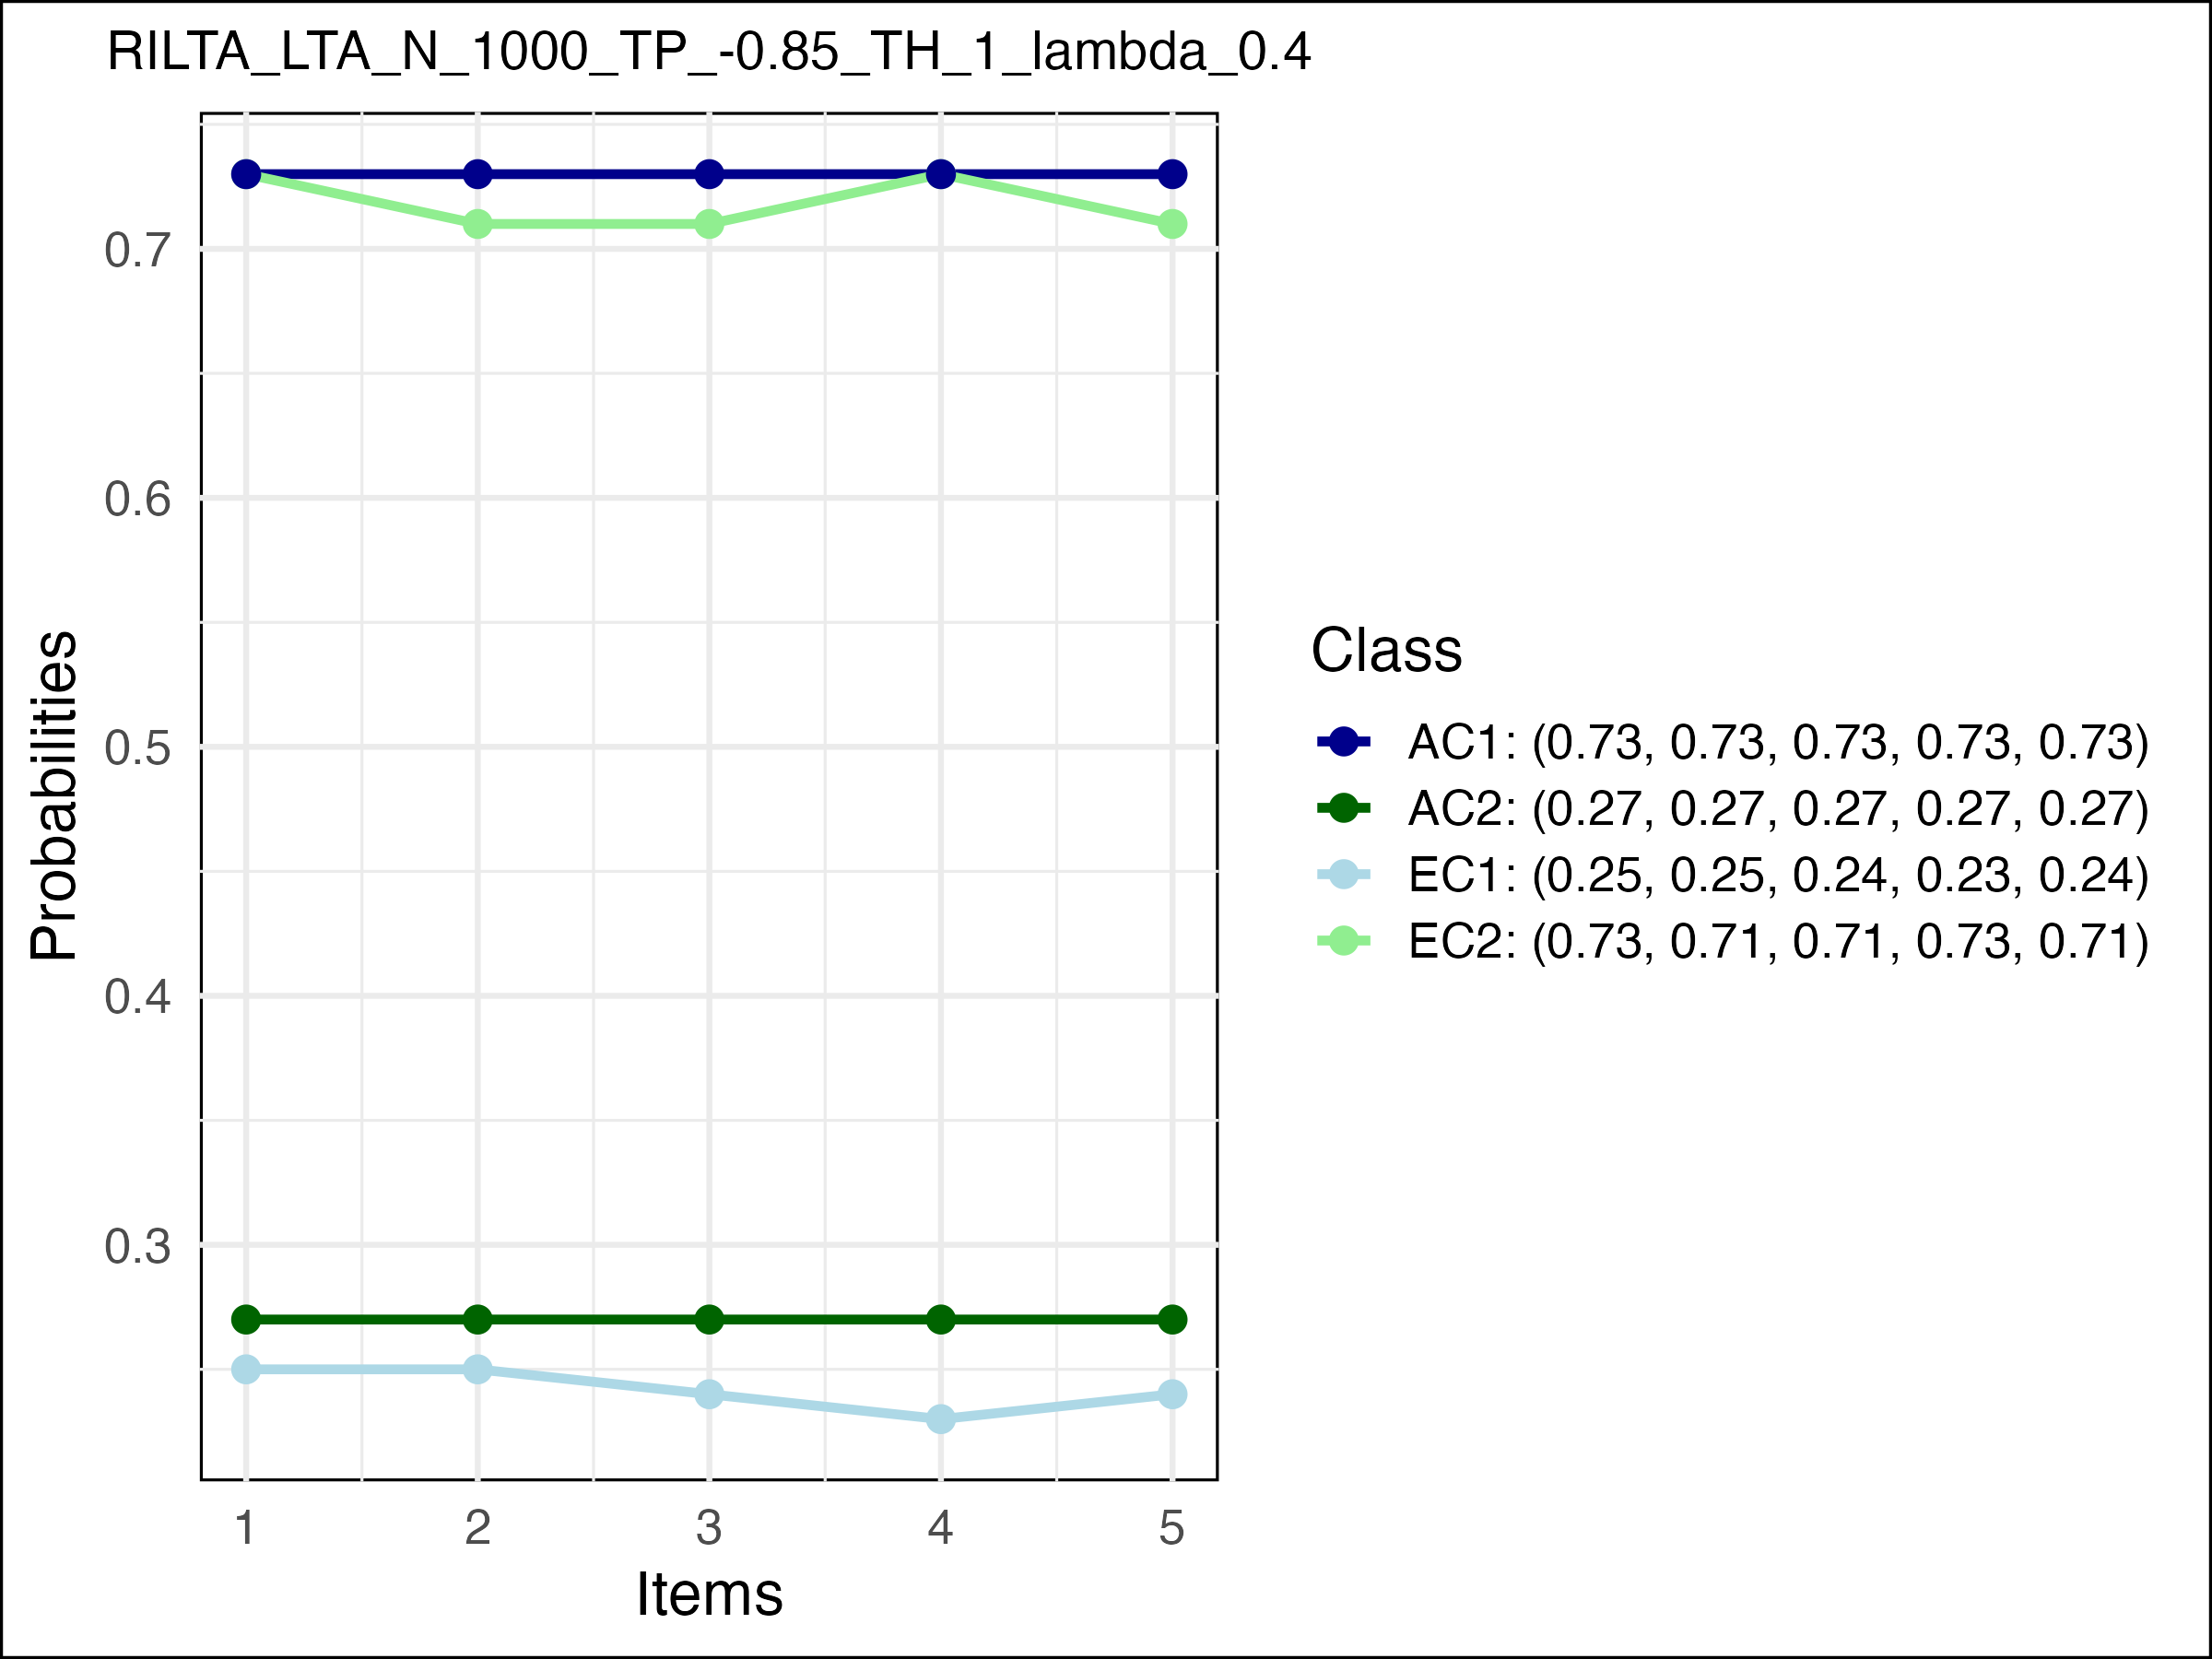 RILTA_LTA_N_1000_TP_-0.85_TH_1_lambda_0.4
Probabilities
0.7
0.6
0.5
0.4
0.3
1 2 3 4 5
Items
Class
AC1: (0.73, 0.73, 0.73, 0.73, 0.73)
AC2: (0.27, 0.27, 0.27, 0.27, 0.27)
EC1: (0.25, 0.25, 0.24, 0.23, 0.24)
EC2: (0.73, 0.71, 0.71, 0.73, 0.71)